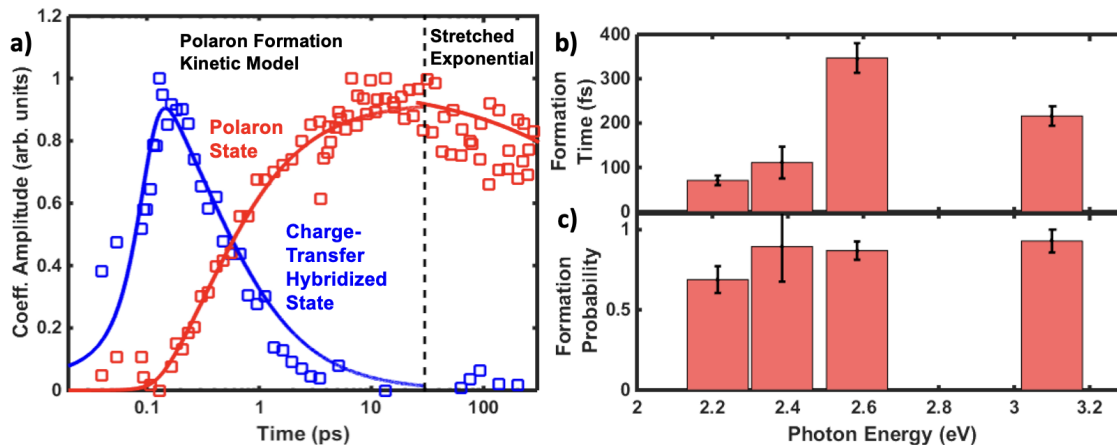 a)
Polaron Formation
Kinetic Model
Stretched
Exponential
Polaron
State
Charge-
Transfer
Hybridized
State
Coeff. Amplitude (arb. units)
1.2
1
0.8
0.6
0.4
0.2
0
0.1
1
10
100
Time (ps)
b)
Formation
Time (fs)
400
300
200
100
0
c)
Formation
Probability
1
0.5
0
2
2.2
2.4
2.6
2.8
3
3.2
Photon Energy (eV)